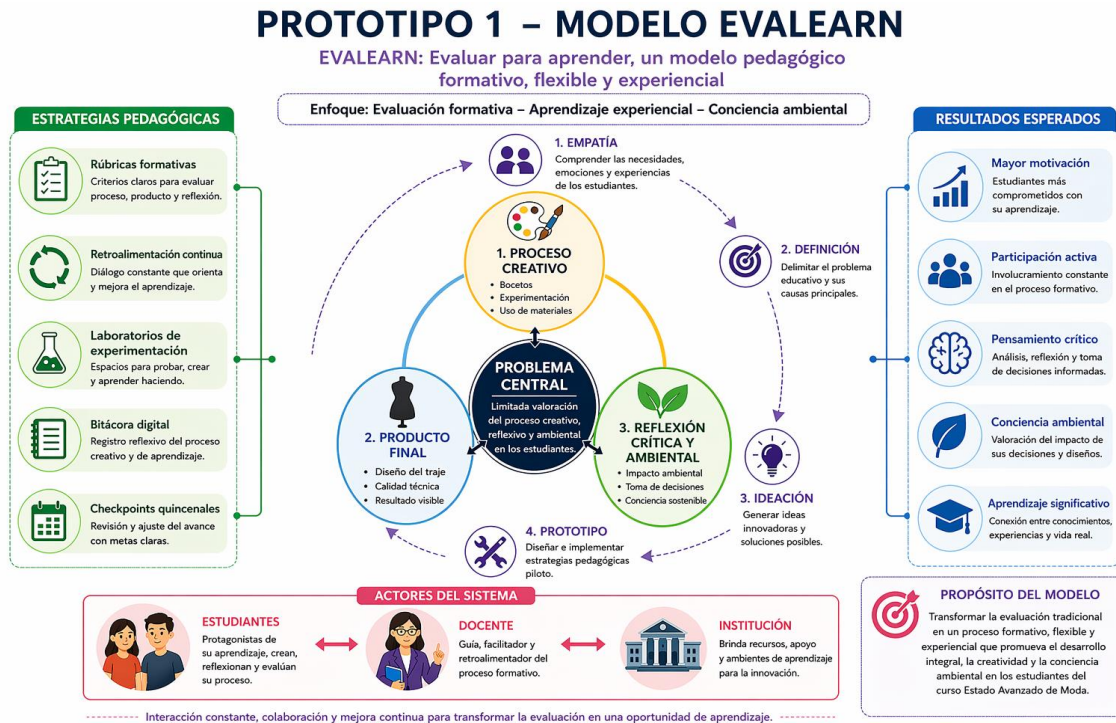 PROTOTIPO 1 – MODELO EVALEARN
EVALEARN: Evaluar para aprender, un modelo pedagógico
formativo, flexible y experiencial
Enfoque: Evaluación formativa – Aprendizaje experiencial – Conciencia ambiental
ESTRATEGIAS PEDAGÓGICAS
Rúbricas formativas
Criterios claros para evaluar
proceso, producto y reflexión.
Retroalimentación continua
Diálogo constante que orienta
y mejora el aprendizaje.
Laboratorios de
experimentación
Espacios para probar, crear
y aprender haciendo.
Bitácora digital
Registro reflexivo del proceso
creativo y de aprendizaje.
Checkpoints quincenales
Revisión y ajuste del avance
con metas claras.
1. EMPATÍA
Comprender las necesidades,
emociones y experiencias
de los estudiantes.
2. DEFINICIÓN
Delimitar el problema
educativo y sus
causas principales.
3. IDEACIÓN
Generar ideas
innovadoras y
soluciones posibles.
4. PROTOTIPO
Diseñar e implementar
estrategias pedagógicas
piloto.
1. PROCESO
CREATIVO
• Bocetos
• Experimentación
• Uso de materiales
PROBLEMA
CENTRAL
Limitada valoración
del proceso creativo,
reflexivo y ambiental
en los estudiantes.
2. PRODUCTO
FINAL
• Diseño del traje
• Calidad técnica
• Resultado visible
3. REFLEXIÓN
CRÍTICA Y
AMBIENTAL
• Impacto ambiental
• Toma de decisiones
• Conciencia sostenible
RESULTADOS ESPERADOS
Mayor motivación
Estudiantes más
comprometidos con
su aprendizaje.
Participación activa
Involucramiento constante
en el proceso formativo.
Pensamiento crítico
Análisis, reflexión y toma
de decisiones informadas.
Conciencia ambiental
Valoración del impacto de
sus decisiones y diseños.
Aprendizaje significativo
Conexión entre conocimientos,
experiencias y vida real.
ACTORES DEL SISTEMA
ESTUDIANTES
Protagonistas de
su aprendizaje, crean,
reflexionan y evalúan
su proceso.
DOCENTE
Guía, facilitador y
retroalimentador del
proceso formativo.
INSTITUCIÓN
Brinda recursos, apoyo
y ambientes de aprendizaje
para la innovación.
PROPÓSITO DEL MODELO
Transformar la evaluación tradicional
en un proceso formativo, flexible y
experiencial que promueva el desarrollo
integral, la creatividad y la conciencia
ambiental en los estudiantes del
curso Estado Avanzado de Moda.
Interacción constante, colaboración y mejora continua para transformar la evaluación en una oportunidad de aprendizaje.